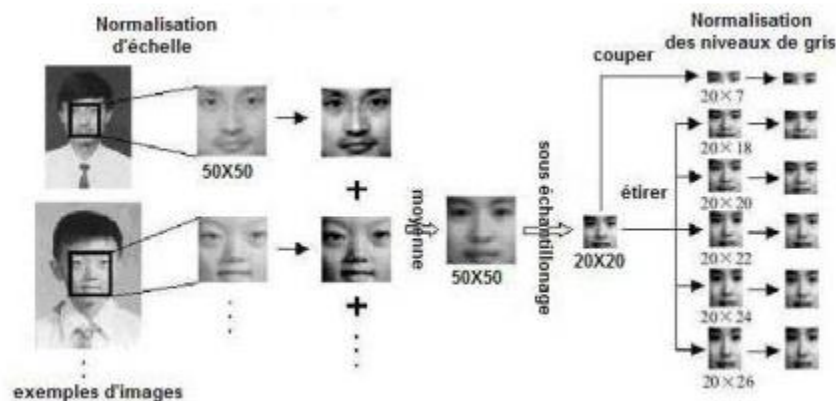 Normalisation
d'échelle
50X50
exemples d'images
moyenne
50X50
sous échantillonage
20X20
couper
étirer
Normalisation
des niveaux de gris
20×7
20×18
20×20
20×22
20×24
20×26